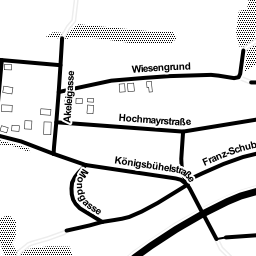 Wiesengrund
Akeleigasse
Hochmayrstraße
Franz-Schub
Königsbühelstraße
Mondgasse